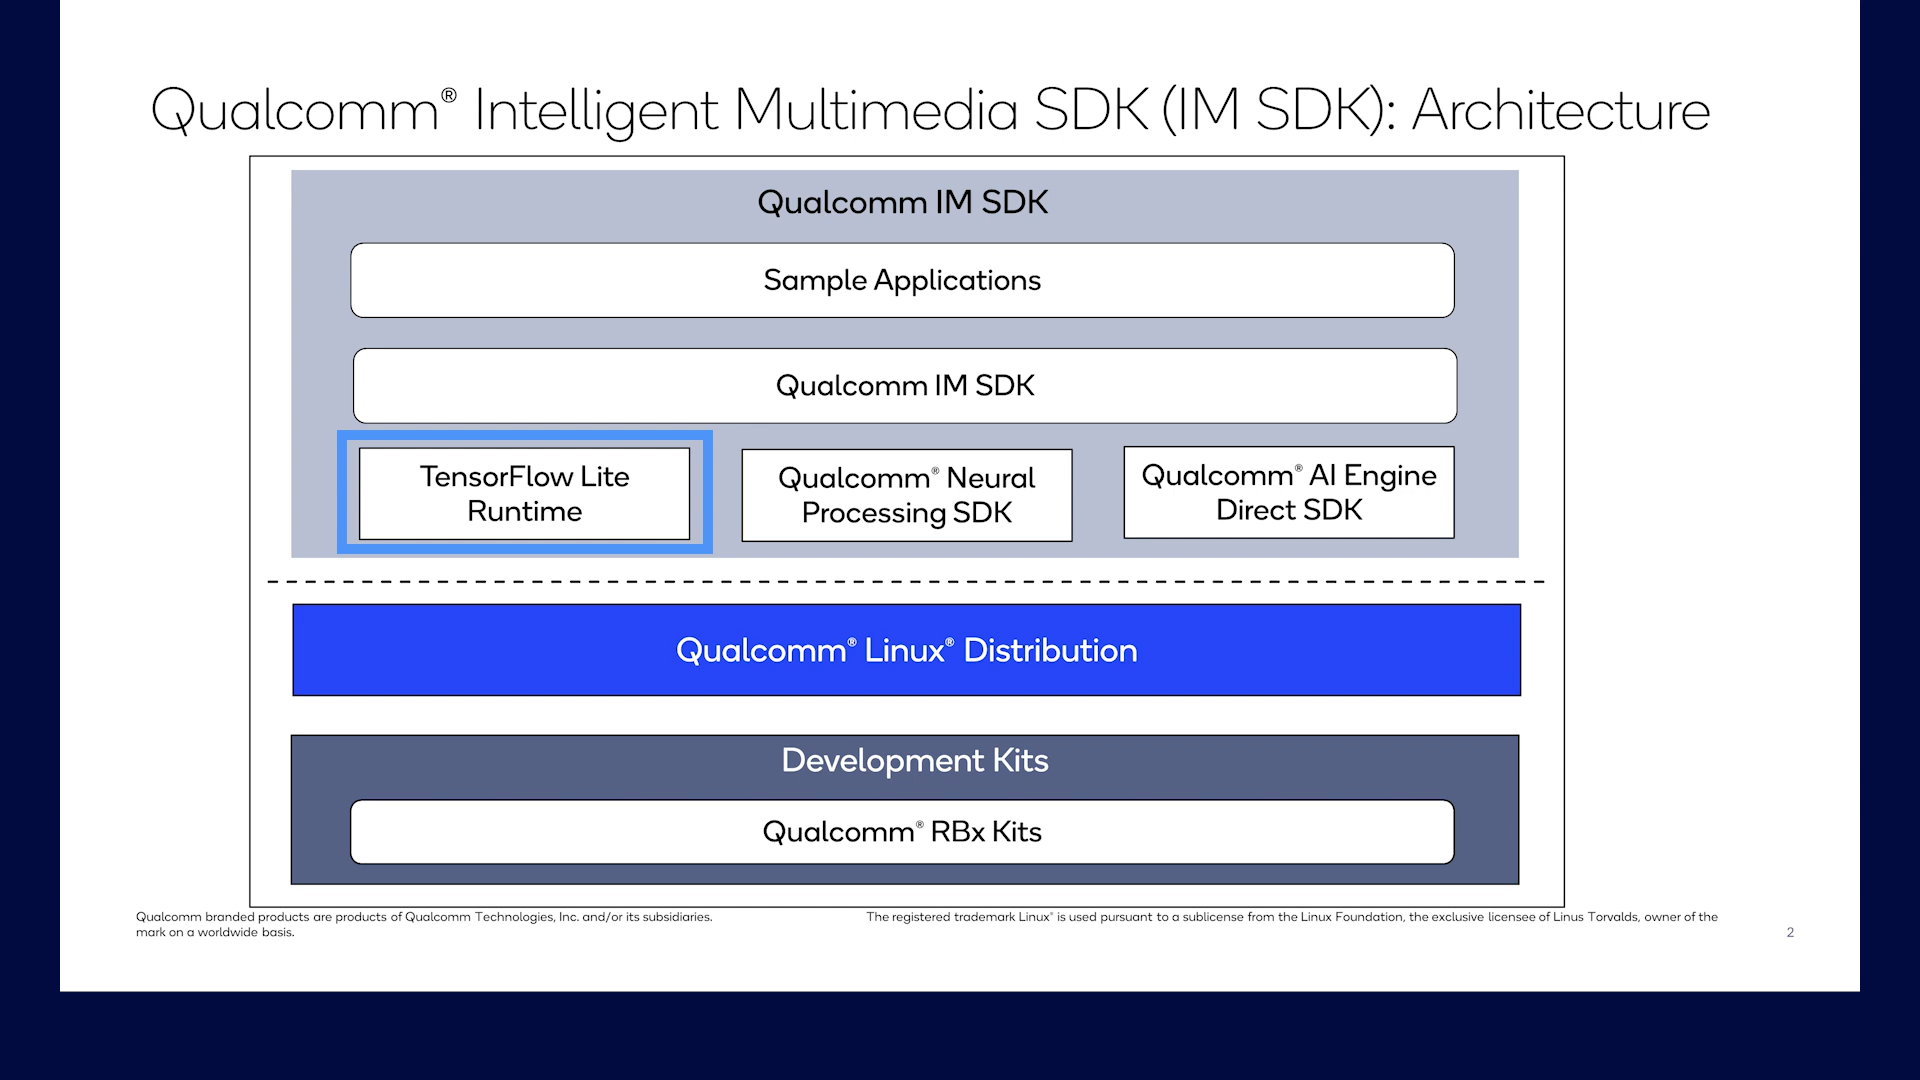 Qualcomm® Intelligent Multimedia SDK (IM SDK): Architecture
Qualcomm IM SDK
Sample Applications
Qualcomm IM SDK
TensorFlow Lite
Runtime
Qualcomm® Neural
Processing SDK
Qualcomm® AI Engine
Direct SDK
Qualcomm® Linux® Distribution
Development Kits
Qualcomm® RBx Kits
Qualcomm branded products are products of Qualcomm Technologies, Inc. and/or its subsidiaries. The registered trademark Linux® is used pursuant to a sublicense from the Linux Foundation, the exclusive licensee of Linus Torvalds, owner of the
mark on a worldwide basis.
2